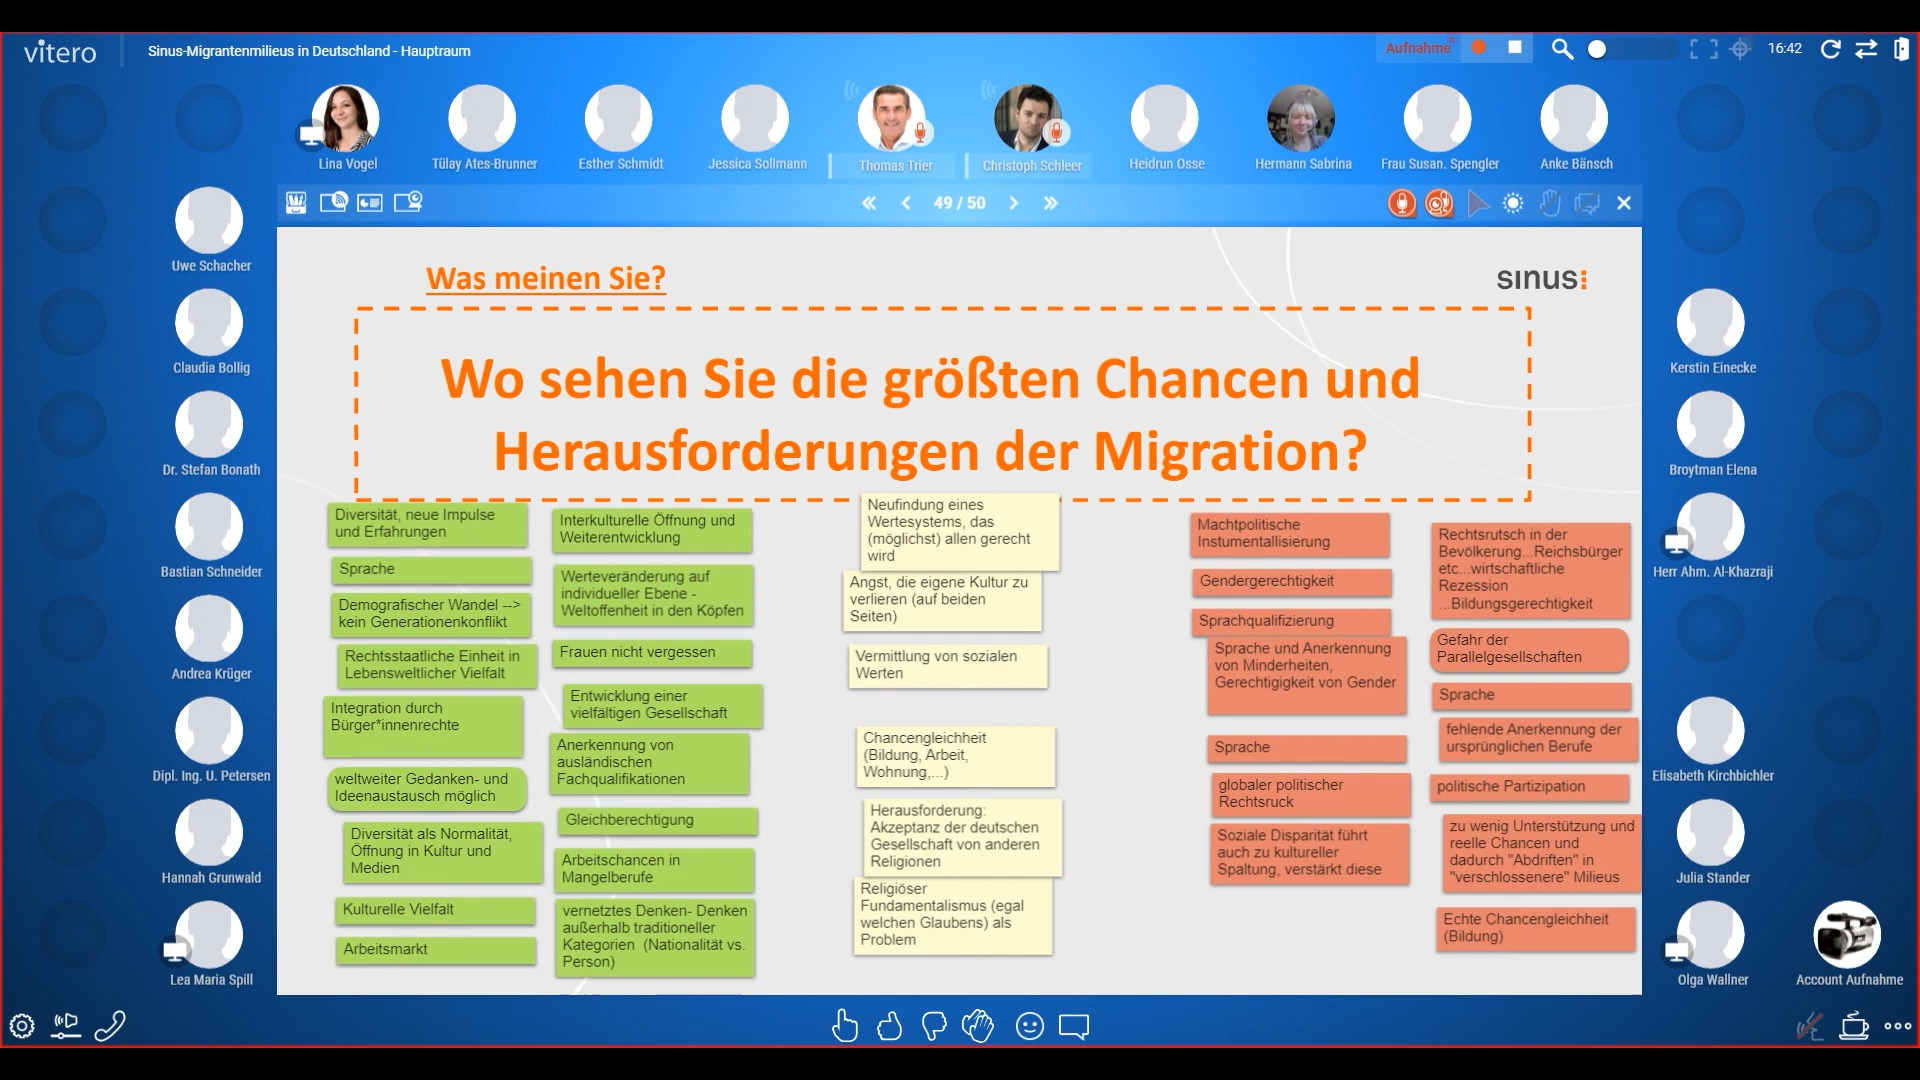 vitero
Sinus-Migrantenmilieus in Deutschland - Hauptraum
Aufnahme
16:42
Lina Vogel
Tülay Ates-Brunner
Esther Schmidt
Jessica Sollmann
Thomas Trier
Christoph Schleer
Heidrun Osse
Hermann Sabrina
Frau Susan. Spengler
Anke Bänsch
49 / 50
Uwe Schacher
Claudia Bollig
Dr. Stefan Bonath
Bastian Schneider
Andrea Krüger
Dipl. Ing. U. Petersen
Hannah Grunwald
Lea Maria Spill
Was meinen Sie?
sinus
Wo sehen Sie die größten Chancen und
Herausforderungen der Migration?
Diversität, neue Impulse
und Erfahrungen
Sprache
Demografischer Wandel -->
kein Generationenkonflikt
Rechtsstaatliche Einheit in
Lebensweltlicher Vielfalt
Integration durch
Bürger*innenrechte
weltweiter Gedanken- und
Ideenaustausch möglich
Diversität als Normalität,
Öffnung in Kultur und
Medien
Kulturelle Vielfalt
Arbeitsmarkt
Interkulturelle Öffnung und
Weiterentwicklung
Werteveränderung auf
individueller Ebene -
Weltoffenheit in den Köpfen
Frauen nicht vergessen
Entwicklung einer
vielfältigen Gesellschaft
Anerkennung von
ausländischen
Fachqualifikationen
Gleichberechtigung
Arbeitschancen in
Mangelberufe
vernetztes Denken- Denken
außerhalb traditioneller
Kategorien (Nationalität vs.
Person)
Neufindung eines
Wertesystems, das
(möglichst) allen gerecht
wird
Angst, die eigene Kultur zu
verlieren (auf beiden
Seiten)
Vermittlung von sozialen
Werten
Chancengleichheit
(Bildung, Arbeit,
Wohnung,...)
Herausforderung:
Akzeptanz der deutschen
Gesellschaft von anderen
Religionen
Religiöser
Fundamentalismus (egal
welchen Glaubens) als
Problem
Machtpolitische
Instumentallisierung
Gendergerechtigkeit
Sprachqualifizierung
Sprache und Anerkennung
von Minderheiten,
Gerechtigigkeit von Gender
Sprache
globaler politischer
Rechtsruck
Soziale Disparität führt
auch zu kultureller
Spaltung, verstärkt diese
Rechtsrutsch in der
Bevölkerung...Reichsbürger
etc...wirtschaftliche
Rezession
...Bildungsgerechtigkeit
Gefahr der
Parallelgesellschaften
Sprache
fehlende Anerkennung der
ursprünglichen Berufe
politische Partizipation
zu wenig Unterstützung und
reelle Chancen und
dadurch "Abdriften" in
"verschlossenere" Milieus
Echte Chancengleichheit
(Bildung)
Kerstin Einecke
Broytman Elena
Herr Ahm. Al-Khazraji
Elisabeth Kirchbichler
Julia Stander
Olga Wallner
Account Aufnahme